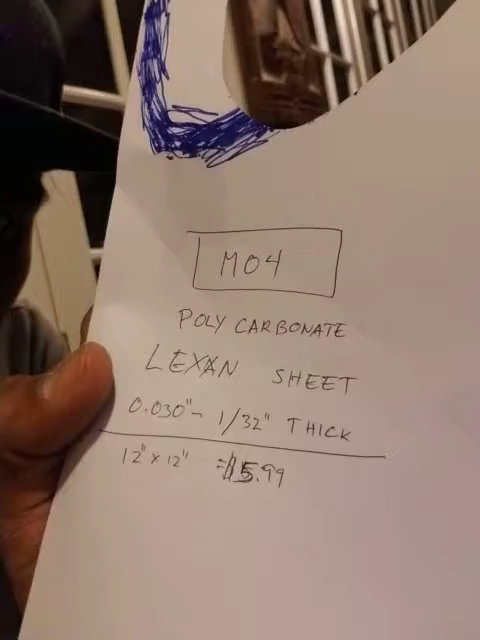 M04
POLY CARBONATE
LEXAN SHEET
0.030"- 1/32" THICK
12" x 12"